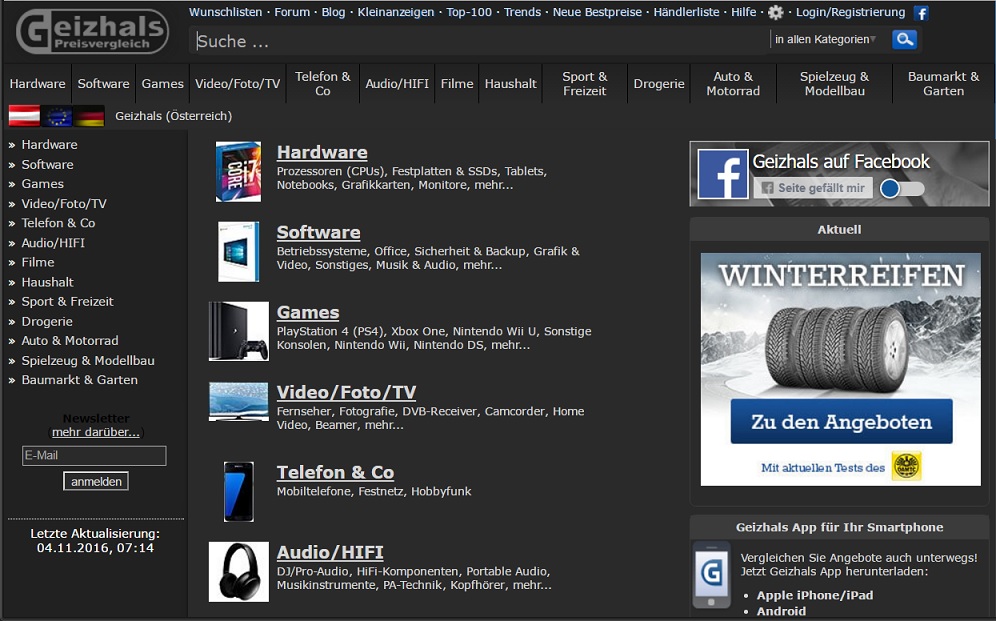 Geizhals
Preisvergleich
Wunschlisten · Forum · Blog · Kleinanzeigen · Top-100 · Trends · Neue Bestpreise · Händlerliste · Hilfe · · Login/Registrierung f
Suche ...
in allen Kategorien
Hardware
Software
Games
Video/Foto/TV
Telefon &
Co
Audio/HIFI
Filme
Haushalt
Sport &
Freizeit
Drogerie
Auto &
Motorrad
Spielzeug &
Modellbau
Baumarkt &
Garten
Geizhals (Österreich)
» Hardware
» Software
» Games
» Video/Foto/TV
» Telefon & Co
» Audio/HIFI
» Filme
» Haushalt
» Sport & Freizeit
» Drogerie
» Auto & Motorrad
» Spielzeug & Modellbau
» Baumarkt & Garten
Newsletter
(mehr darüber...)
E-Mail
anmelden
Letzte Aktualisierung:
04.11.2016, 07:14
CORE i7
Hardware
Prozessoren (CPUs), Festplatten & SSDs, Tablets,
Notebooks, Grafikkarten, Monitore, mehr...
Software
Betriebssysteme, Office, Sicherheit & Backup, Grafik &
Video, Sonstiges, Musik & Audio, mehr...
Games
PlayStation 4 (PS4), Xbox One, Nintendo Wii U, Sonstige
Konsolen, Nintendo Wii, Nintendo DS, mehr...
Video/Foto/TV
Fernseher, Fotografie, DVB-Receiver, Camcorder, Home
Video, Beamer, mehr...
Telefon & Co
Mobiltelefone, Festnetz, Hobbyfunk
Audio/HIFI
DJ/Pro-Audio, HiFi-Komponenten, Portable Audio,
Musikinstrumente, PA-Technik, Kopfhörer, mehr...
f
Geizhals auf Facebook
f Seite gefällt mir
Aktuell
WINTERREIFEN
Zu den Angeboten
Mit aktuellen Tests des
ÖAMTC
Geizhals App für Ihr Smartphone
G
Vergleichen Sie Angebote auch unterwegs!
Jetzt Geizhals App herunterladen:
• Apple iPhone/iPad
• Android